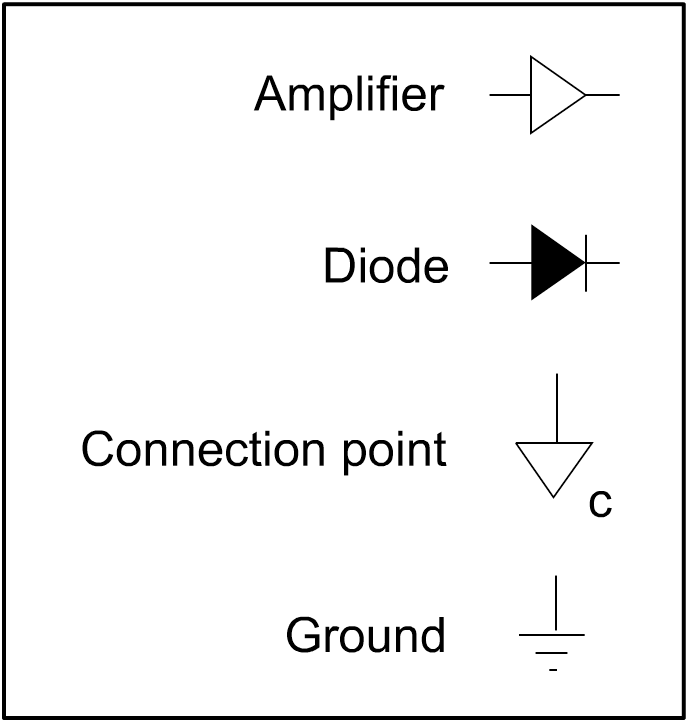 Amplifier
Diode
Connection point
c
Ground